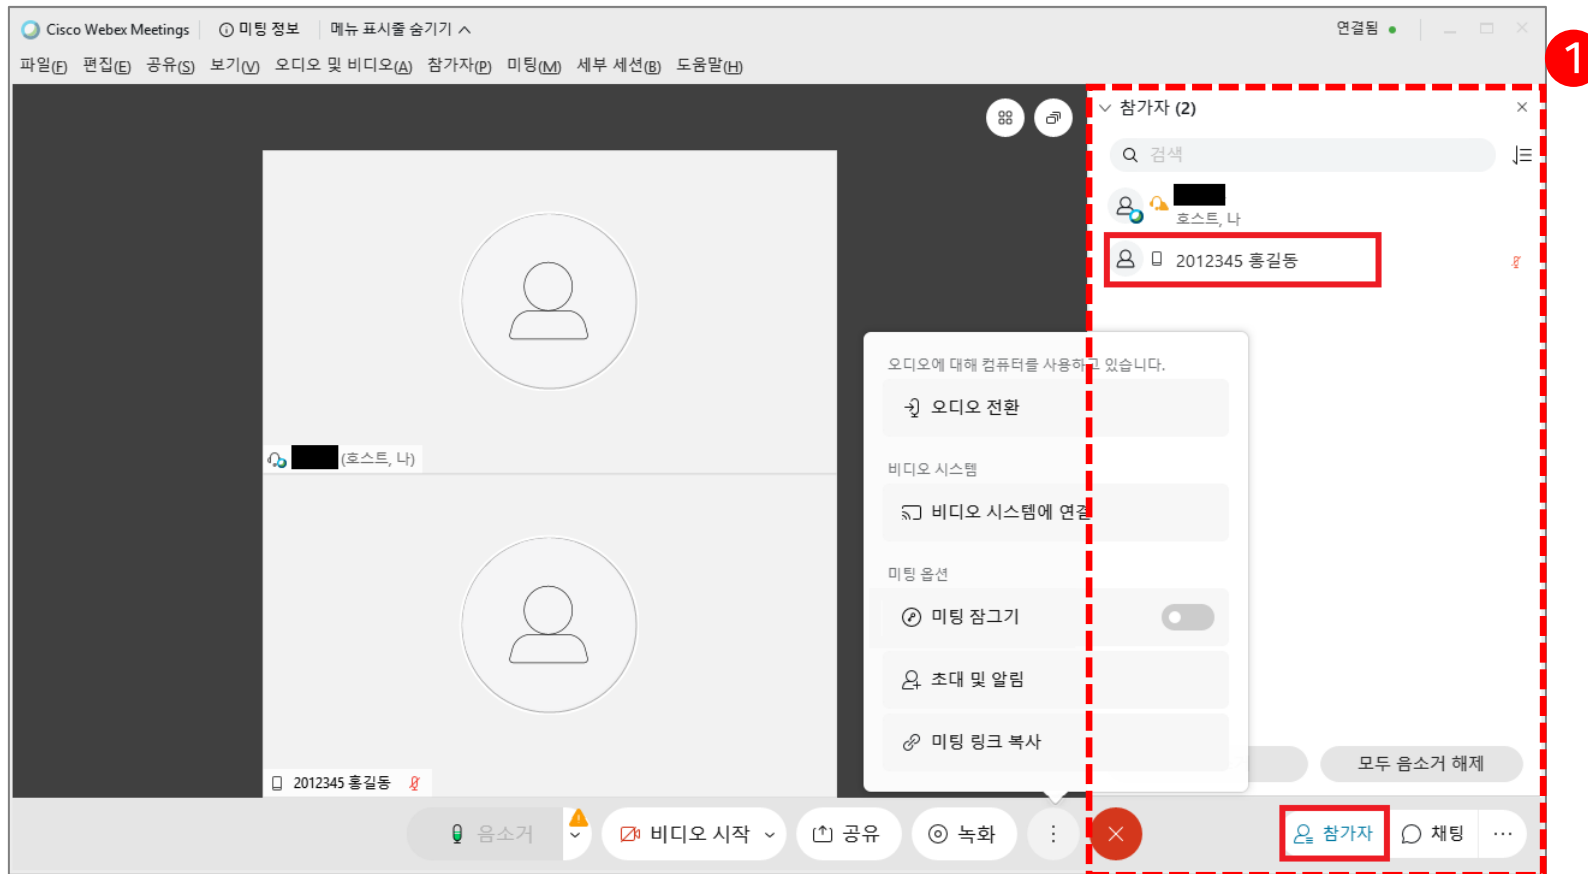 Cisco Webex Meetings 미팅 정보 메뉴 표시줄 숨기기 연결됨
1
파일(F) 편집(E) 공유(S) 보기(V) 오디오 및 비디오(A) 참가자(P) 미팅(M) 세부 세션(B) 도움말(H)
참가자 (2)
검색
호스트, 나
2012345 홍길동
오디오에 대해 컴퓨터를 사용하고 있습니다.
오디오 전환
(호스트, 나)
비디오 시스템
비디오 시스템에 연결
미팅 옵션
미팅 잠그기
초대 및 알림
미팅 링크 복사
모두 음소거 해제
2012345 홍길동
음소거 비디오 시작 공유 녹화 참가자 채팅